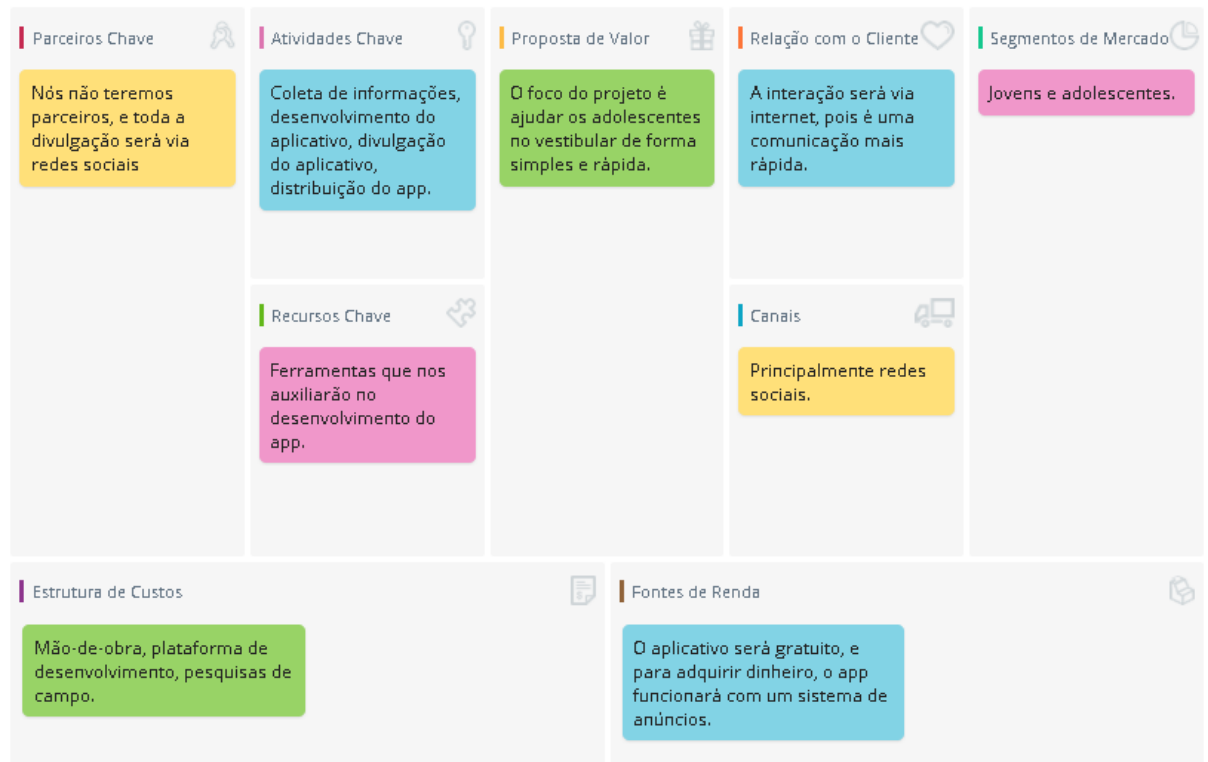 Parceiros Chave
Nós não teremos
parceiros, e toda a
divulgação será via
redes sociais
Atividades Chave
Coleta de informações,
desenvolvimento do
aplicativo, divulgação
do aplicativo,
distribuição do app.
Recursos Chave
Ferramentas que nos
auxiliarão no
desenvolvimento do
app.
Proposta de Valor
O foco do projeto é
ajudar os adolescentes
no vestibular de forma
simples e rápida.
Relação com o Cliente
A interação será via
internet, pois é uma
comunicação mais
rápida.
Canais
Principalmente redes
sociais.
Segmentos de Mercado
Jovens e adolescentes.
Estrutura de Custos
Mão-de-obra, plataforma de
desenvolvimento, pesquisas de
campo.
Fontes de Renda
O aplicativo será gratuito, e
para adquirir dinheiro, o app
funcionará com um sistema de
anúncios.